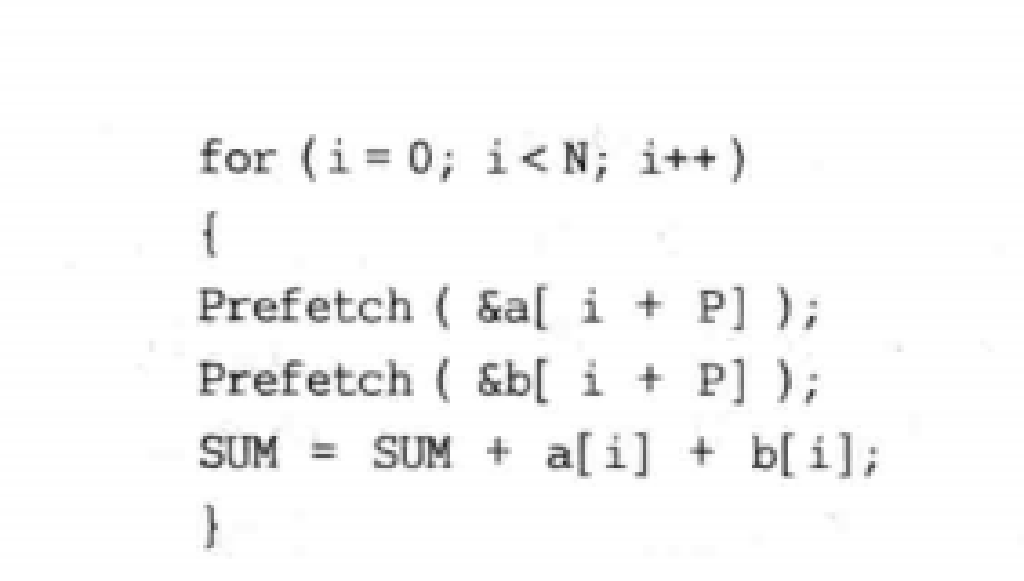 for (i = 0; i < N; i++)
{
Prefetch ( &a[ i + P] );
Prefetch ( &b[ i + P] );
SUM = SUM + a[i] + b[i];
}